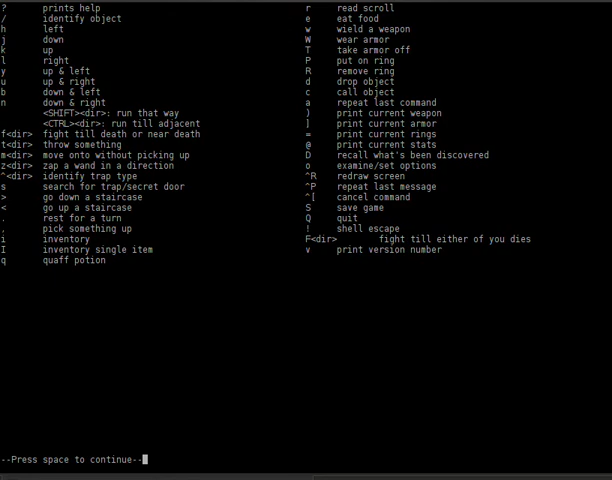 ?       prints help
/       identify object
h       left
j       down
k       up
l       right
y       up & left
u       up & right
b       down & left
n       down & right
        <SHIFT><dir>: run that way
        <CTRL><dir>: run till adjacent
f<dir>  fight till death or near death
t<dir>  throw something
m<dir>  move onto without picking up
z<dir>  zap a wand in a direction
^<dir>  identify trap type
s       search for trap/secret door
>       go down a staircase
<       go up a staircase
.       rest for a turn
,       pick something up
i       inventory
I       inventory single item
q       quaff potion
r       read scroll
e       eat food
w       wield a weapon
W       wear armor
T       take armor off
P       put on ring
R       remove ring
d       drop object
c       call object
a       repeat last command
)       print current weapon
]       print current armor
=       print current rings
@       print current stats
D       recall what's been discovered
o       examine/set options
^R      redraw screen
^P      repeat last message
^[      cancel command
S       save game
Q       quit
!       shell escape
F<dir>  fight till either of you dies
v       print version number
--Press space to continue--